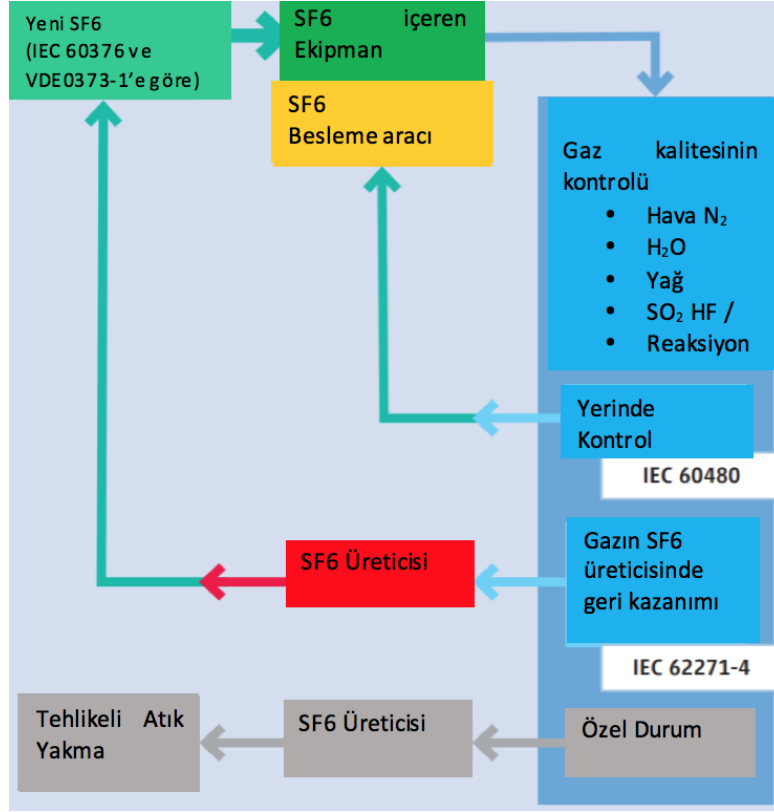 Yeni SF6
(IEC 60376 ve
VDE0373-1'e göre)
SF6 içeren
Ekipman
SF6
Besleme aracı
Gaz kalitesinin
kontrolü
• Hava N₂
• H₂O
• Yağ
• SO₂ HF /
• Reaksiyon
Yerinde
Kontrol
IEC 60480
SF6 Üreticisi
Gazın SF6
üreticisinde
geri kazanımı
IEC 62271-4
Tehlikeli Atık
Yakma
SF6 Üreticisi
Özel Durum